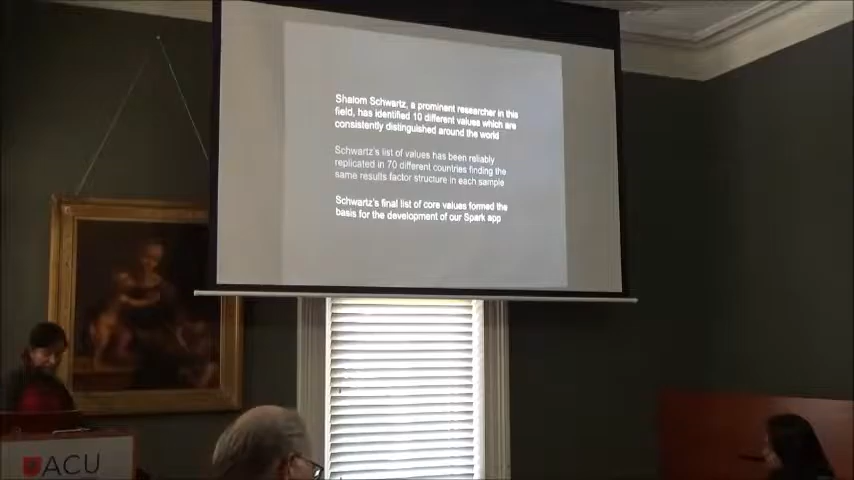 Shalom Schwartz, a prominent researcher in this
field, has identified 10 different values which are
consistently distinguished around the world
Schwartz's list of values has been reliably
replicated in 70 different countries finding the
same results factor structure in each sample
Schwartz's final list of core values formed the
basis for the development of our Spark app
ACU